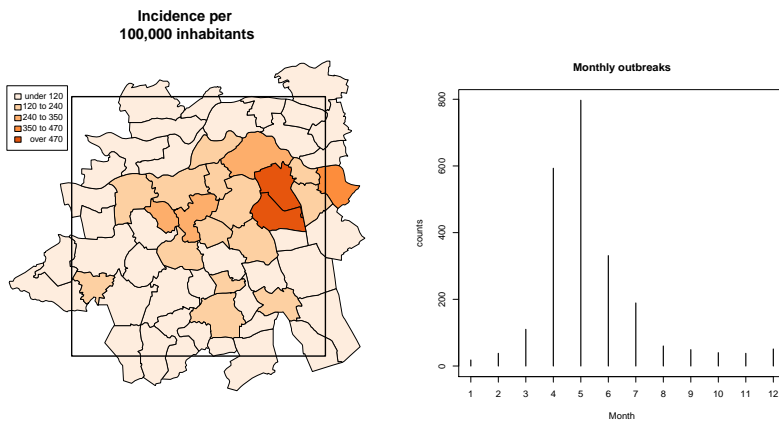 Incidence per
100,000 inhabitants
under 120
120 to 240
240 to 350
350 to 470
over 470
Monthly outbreaks
counts
800
600
400
200
0
1 2 3 4 5 6 7 8 9 10 11 12
Month